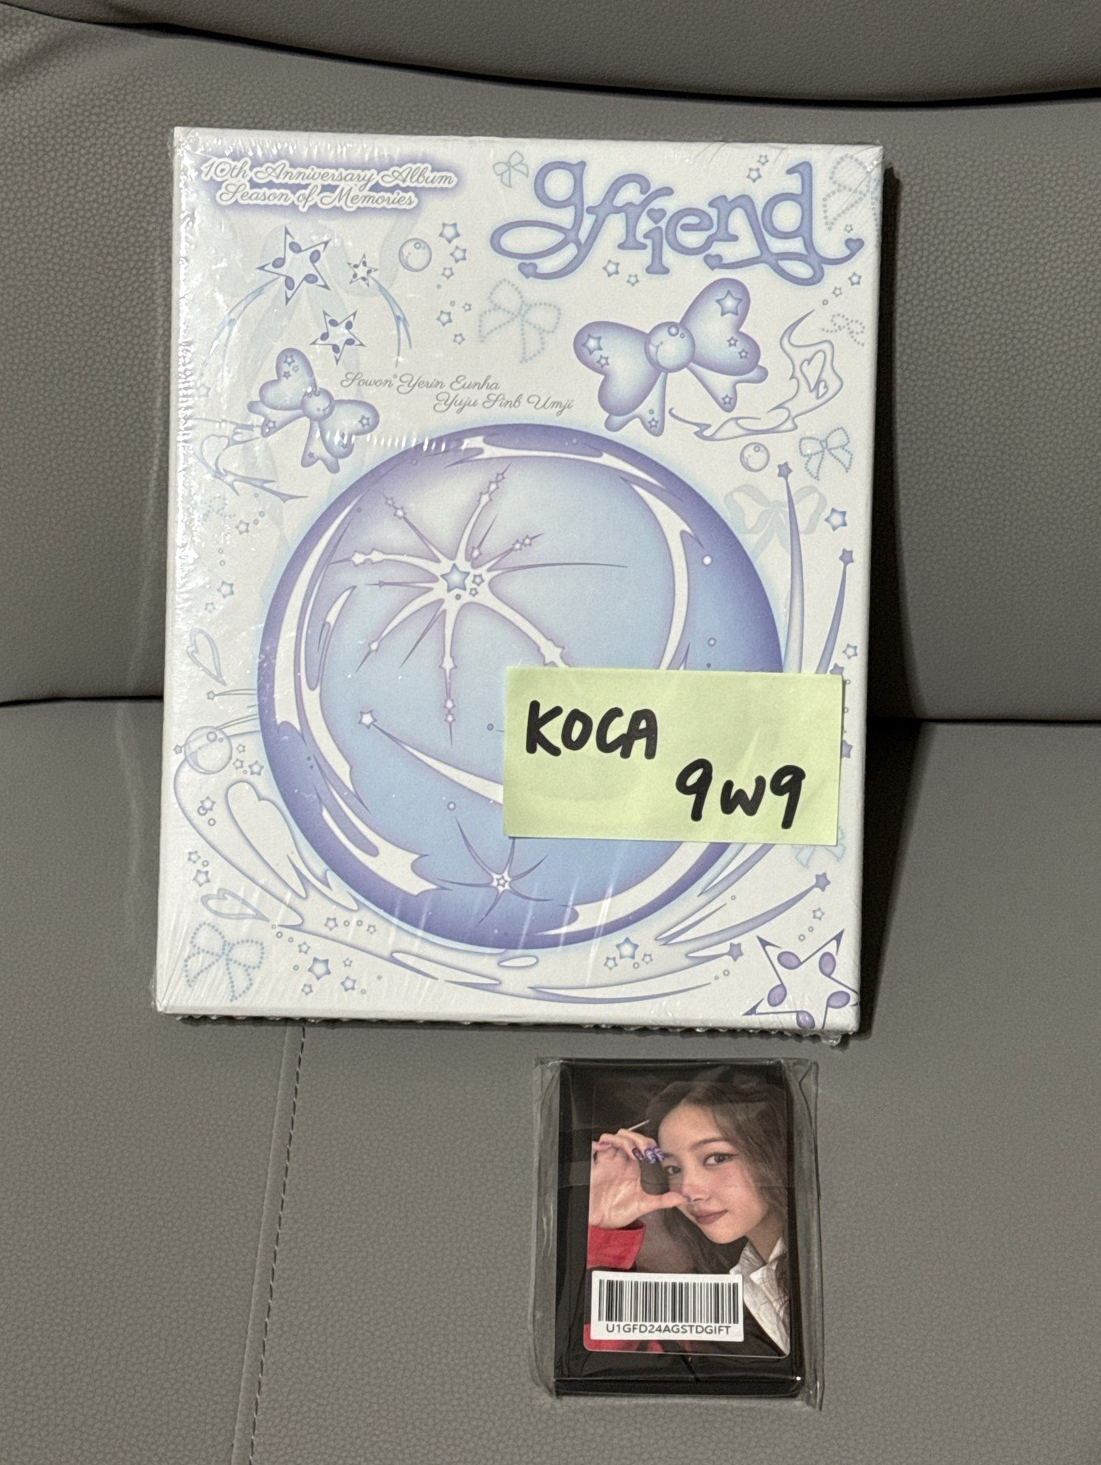 10th Anniversary Album
Season of Memories
gfriend
Sowon Yerin Eunha
Yuju SinB Umji
KOCA
9w9
U1GFD24AGSTDGIFT